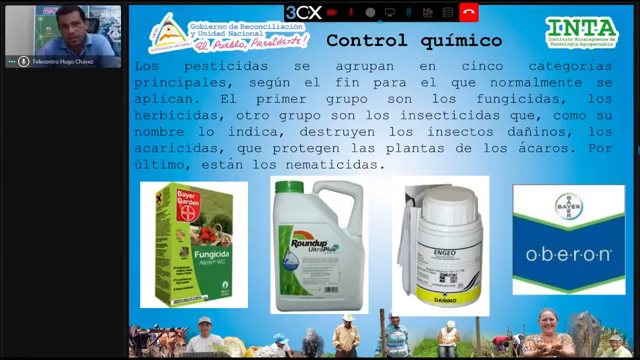 3CX
Telecentro Hugo Chávez
Gobierno de Reconciliación
y Unidad Nacional
El Pueblo, Presidente!
INTA
Instituto Nicaragüense de
Tecnología Agropecuaria
Control químico
Los pesticidas se agrupan en cinco categorías
principales, según el fin para el que normalmente se
aplican. El primer grupo son los fungicidas, los
herbicidas, otro grupo son los insecticidas que, como su
nombre lo indica, destruyen los insectos dañinos, los
acaricidas, que protegen las plantas de los ácaros. Por
último, están los nematicidas.
Bayer
Garden
Fungicida
Roundup
UltraPlus
ENGEO
DANINO
BAYER
BAYER
oberon